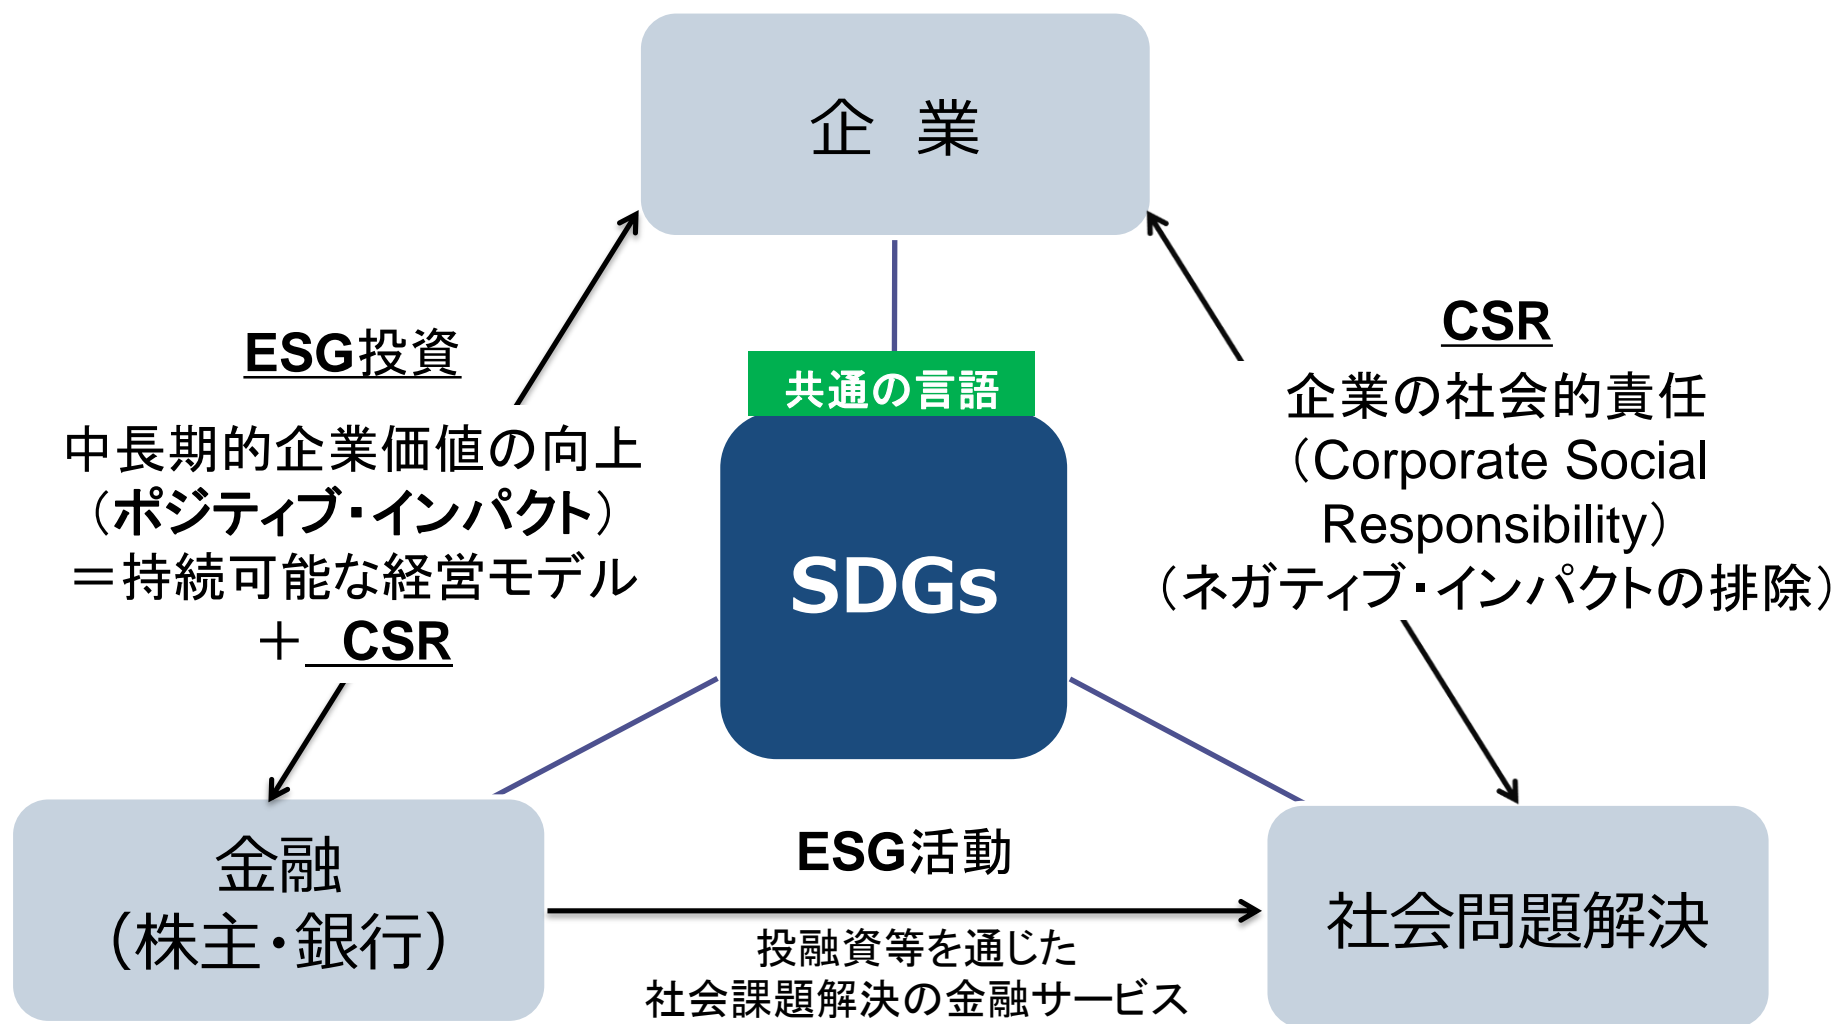 企　業
ESG投資
中長期的企業価値の向上
（ポジティブ・インパクト）
＝持続可能な経営モデル
＋　CSR
共通の言語
SDGs
CSR
企業の社会的責任
（Corporate Social
Responsibility）
（ネガティブ・インパクトの排除）
金融
（株主・銀行）
ESG活動
投融資等を通じた
社会課題解決の金融サービス
社会問題解決